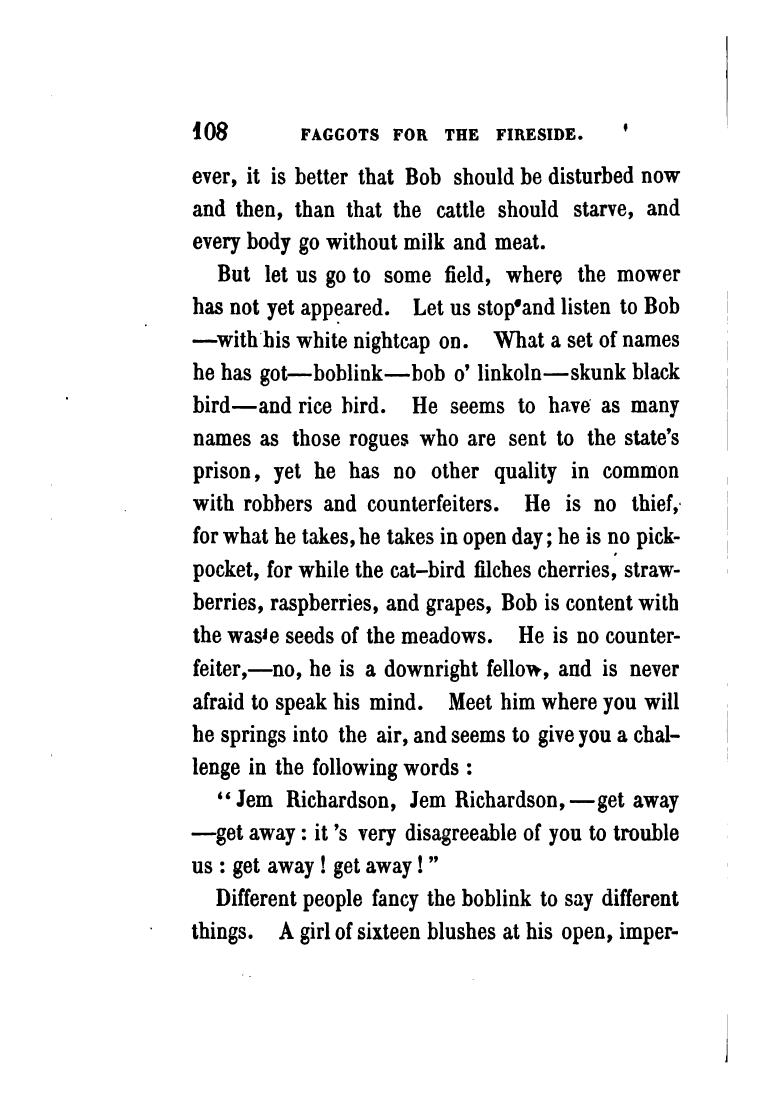 108 FAGGOTS FOR THE FIRESIDE.
ever, it is better that Bob should be disturbed now
and then, than that the cattle should starve, and
every body go without milk and meat.
But let us go to some field, where the mower
has not yet appeared. Let us stop and listen to Bob
—with his white nightcap on. What a set of names
he has got—boblink—bob o' linkoln—skunk black
bird—and rice bird. He seems to have as many
names as those rogues who are sent to the state's
prison, yet he has no other quality in common
with robbers and counterfeiters. He is no thief,
for what he takes, he takes in open day; he is no pick-
pocket, for while the cat-bird filches cherries, straw-
berries, raspberries, and grapes, Bob is content with
the waste seeds of the meadows. He is no counter-
feiter,—no, he is a downright fellow, and is never
afraid to speak his mind. Meet him where you will
he springs into the air, and seems to give you a chal-
lenge in the following words :
"Jem Richardson, Jem Richardson,—get away
—get away : it 's very disagreeable of you to trouble
us : get away ! get away !"
Different people fancy the boblink to say different
things. A girl of sixteen blushes at his open, imper-